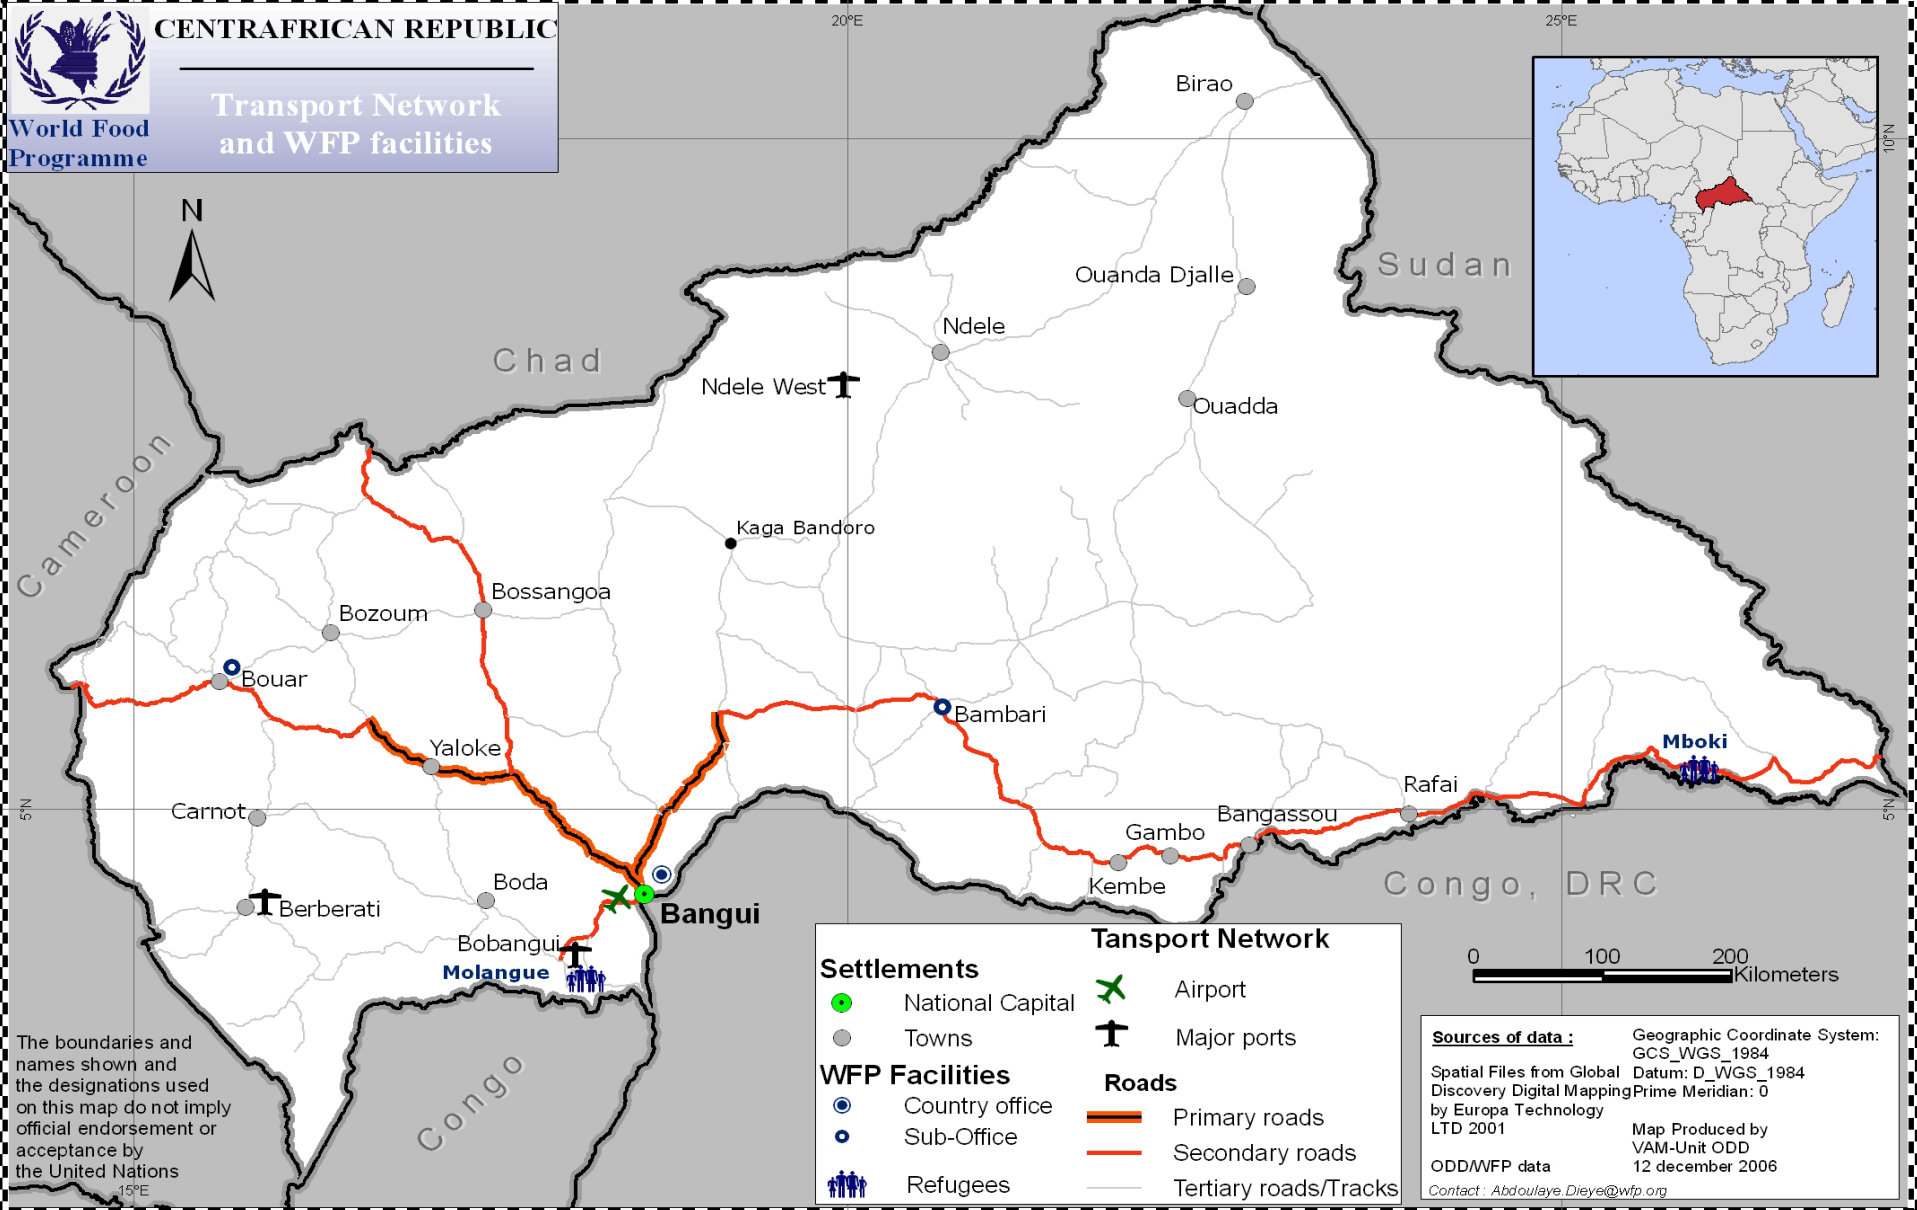 CENTRAFRICAN REPUBLIC
Transport Network
and WFP facilities
World Food
Programme
20°E
25°E
10°N
N
Birao
Sudan
Ouanda Djalle
Ndele
Chad
Ndele West
Ouadda
Cameroon
Kaga Bandoro
Bossangoa
Bozoum
Bouar
Bambari
Yaloke
Mboki
Rafai
Carnot
Bangassou
5°N
5°N
Gambo
Kembe
Boda
Congo, DRC
Berberati
Bangui
Bobangui
Molangue
Congo
15°E
Tansport Network
Settlements
National Capital
Towns
WFP Facilities
Country office
Sub-Office
Refugees
Airport
Major ports
Roads
Primary roads
Secondary roads
Tertiary roads/Tracks
0 100 200
Kilometers
The boundaries and
names shown and
the designations used
on this map do not imply
official endorsement or
acceptance by
the United Nations
Sources of data :
Spatial Files from Global
Discovery Digital Mapping
by Europa Technology
LTD 2001
ODD/WFP data
Geographic Coordinate System:
GCS_WGS_1984
Datum: D_WGS_1984
Prime Meridian: 0
Map Produced by
VAM-Unit ODD
12 december 2006
Contact : Abdoulaye.Dieye@wfp.org